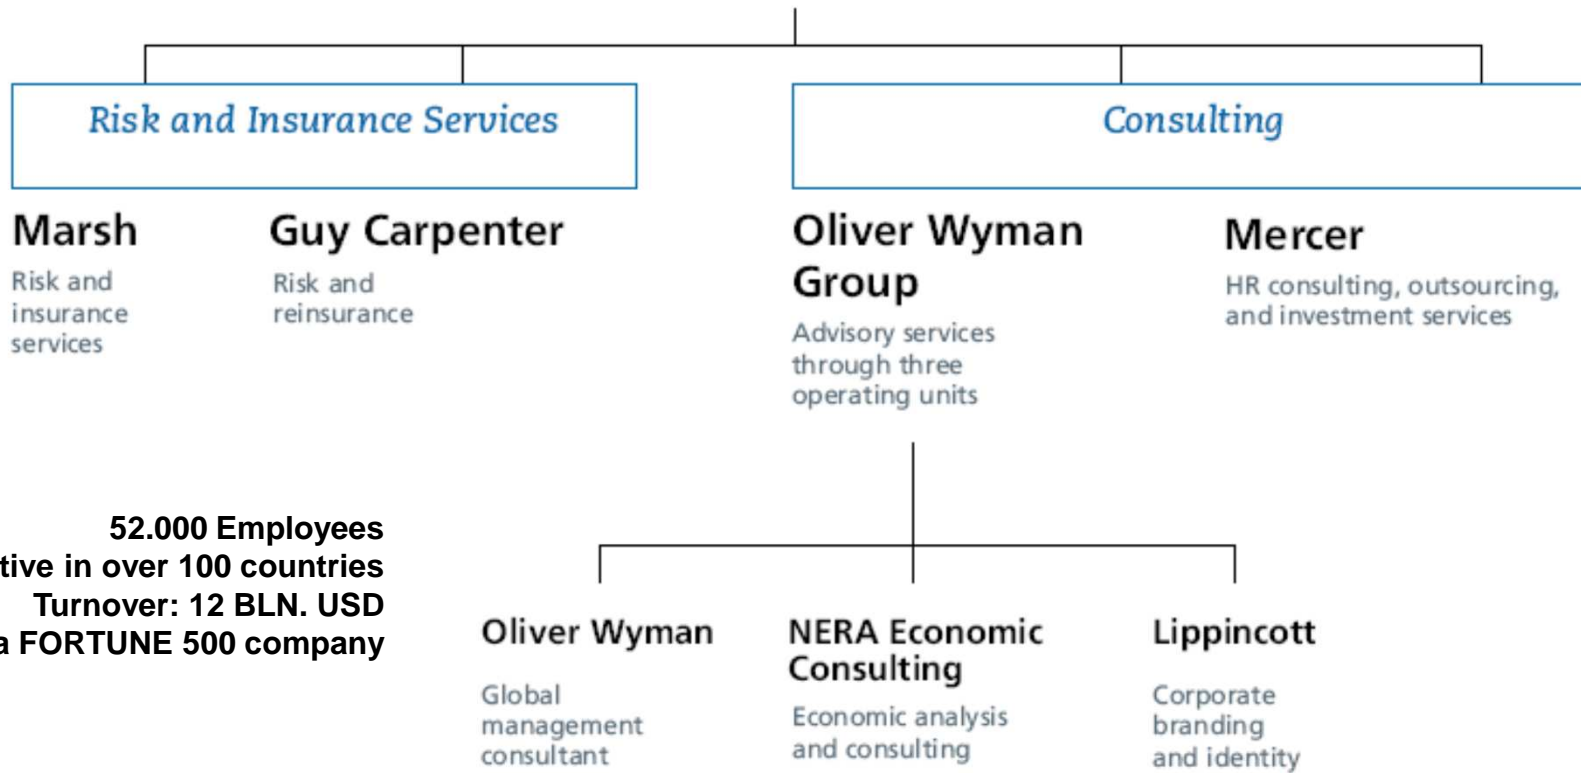 Risk and Insurance Services
Consulting
Marsh
Risk and
insurance
services
Guy Carpenter
Risk and
reinsurance
Oliver Wyman
Group
Advisory services
through three
operating units
Mercer
HR consulting, outsourcing,
and investment services
52.000 Employees
tive in over 100 countries
Turnover: 12 BLN. USD
a FORTUNE 500 company
Oliver Wyman
Global
management
consultant
NERA Economic
Consulting
Economic analysis
and consulting
Lippincott
Corporate
branding
and identity